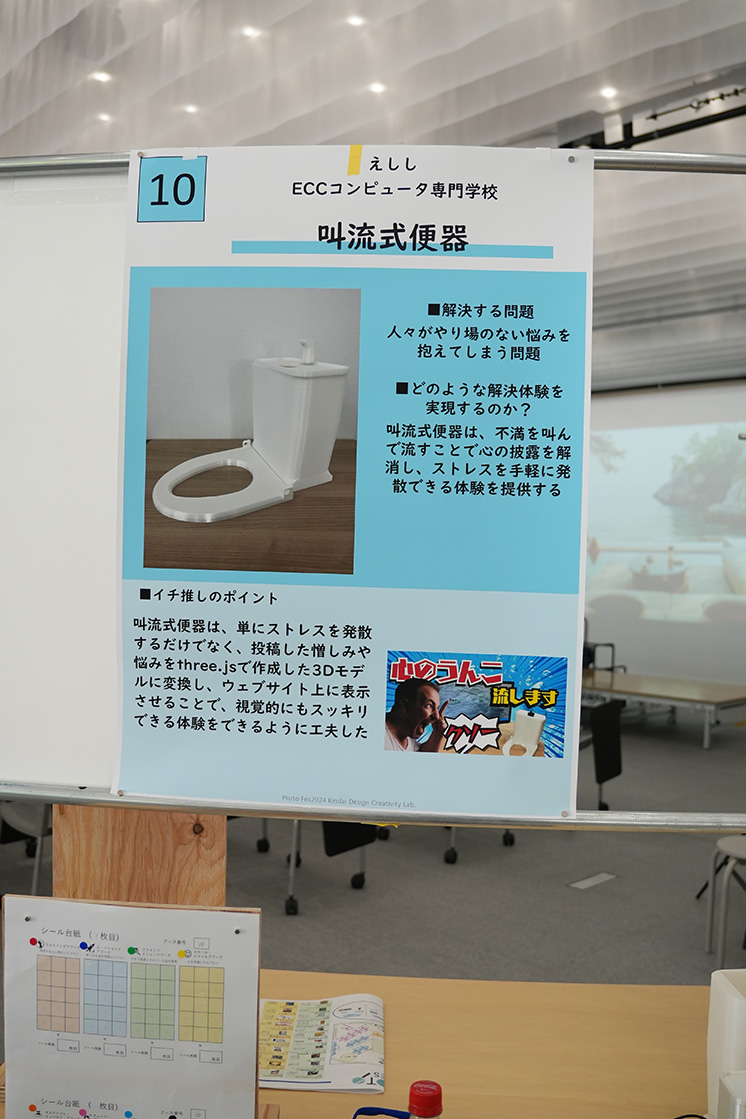 10
えしし
ECCコンピュータ専門学校
叫流式便器
■解決する問題
人々がやり場のない悩みを
抱えてしまう問題
■どのような解決体験を
実現するのか？
叫流式便器は、不満を叫ん
で流すことで心の披露を解
消し、ストレスを手軽に発
散できる体験を提供する
■イチ推しのポイント
叫流式便器は、単にストレスを発散
するだけでなく、投稿した憎しみや
悩みをthree.jsで作成した3Dモデ
ルに変換し、ウェブサイト上に表示
させることで、視覚的にもスッキリ
できる体験をできるように工夫した
心のうんこ
流します
クソー
Proto Fes2024 Kindai Design Creativity Lab.
シール台紙 （ 枚目）
ブース番号
シール台紙 （ 枚目）